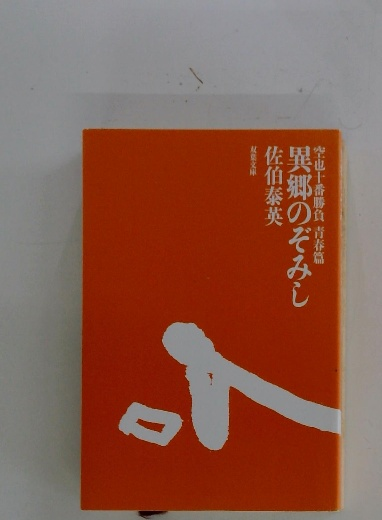 空也十番勝負 青春篇
異郷のぞみし
佐伯泰英
双葉文庫